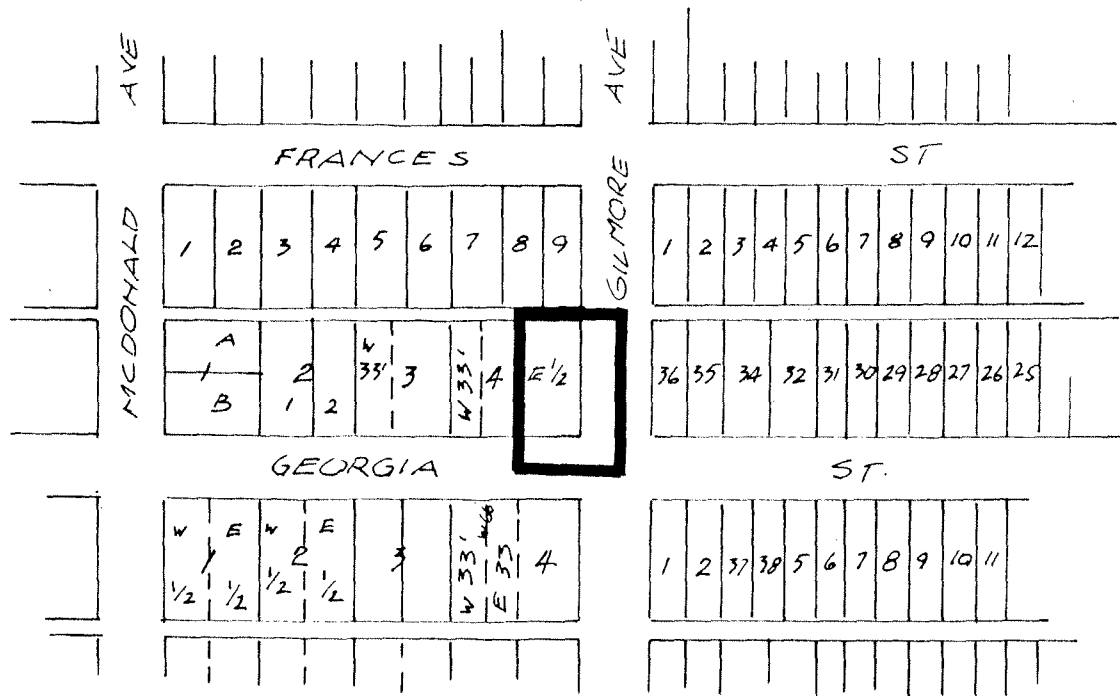 AVE
AVE
FRANCES
ST
MCDONALD
GILMORE
1 2 3 4 5 6 7 8 9
1 2 3 4 5 6 7 8 9 10 11 12
A
1
B
2
1 2
W
33'
3
W 33'
4
E 1/2
36 35 34 32 31 30 29 28 27 26 25
GEORGIA
ST.
W
1/2
1
E
1/2
W
1/2
2
E
1/2
3
W 33'
W66
E 33
4
1 2 37 38 5 6 7 8 9 10 11